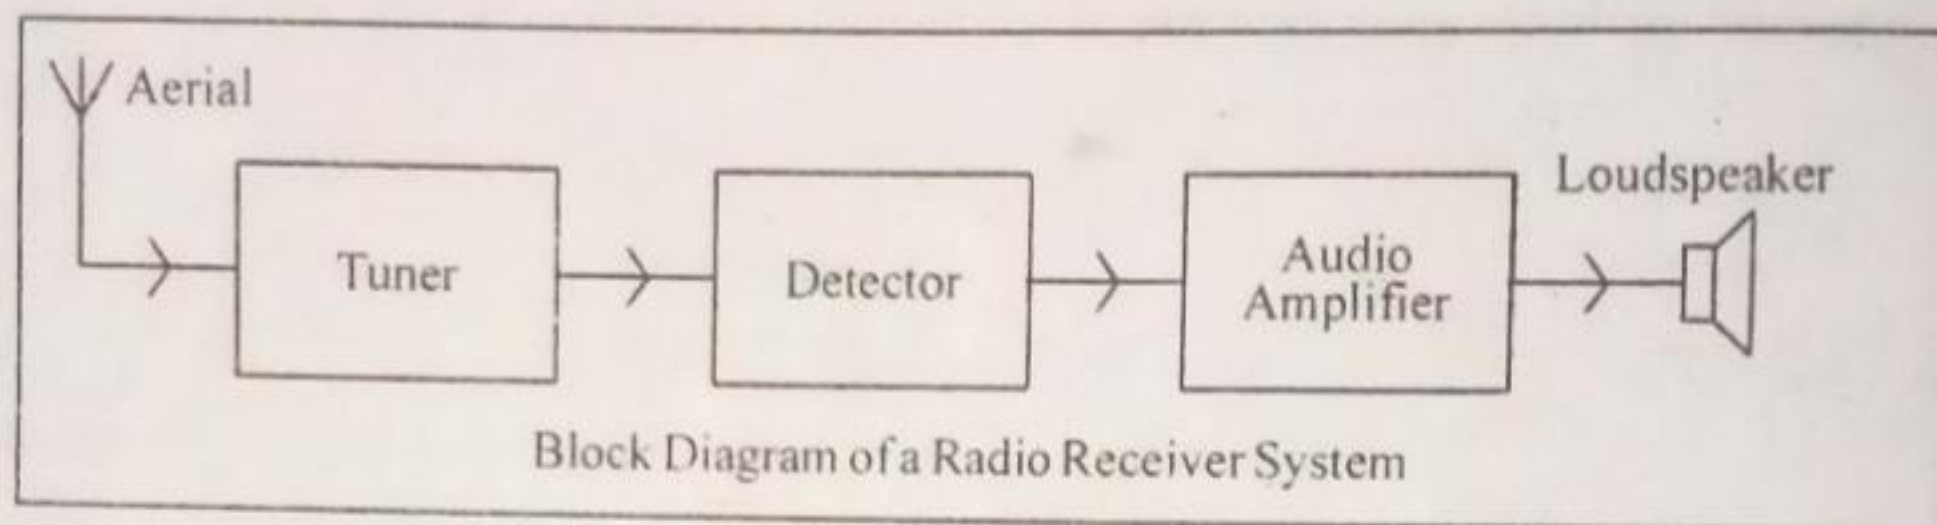 Aerial
Loudspeaker
Tuner
Detector
Audio
Amplifier
Block Diagram of a Radio Receiver System